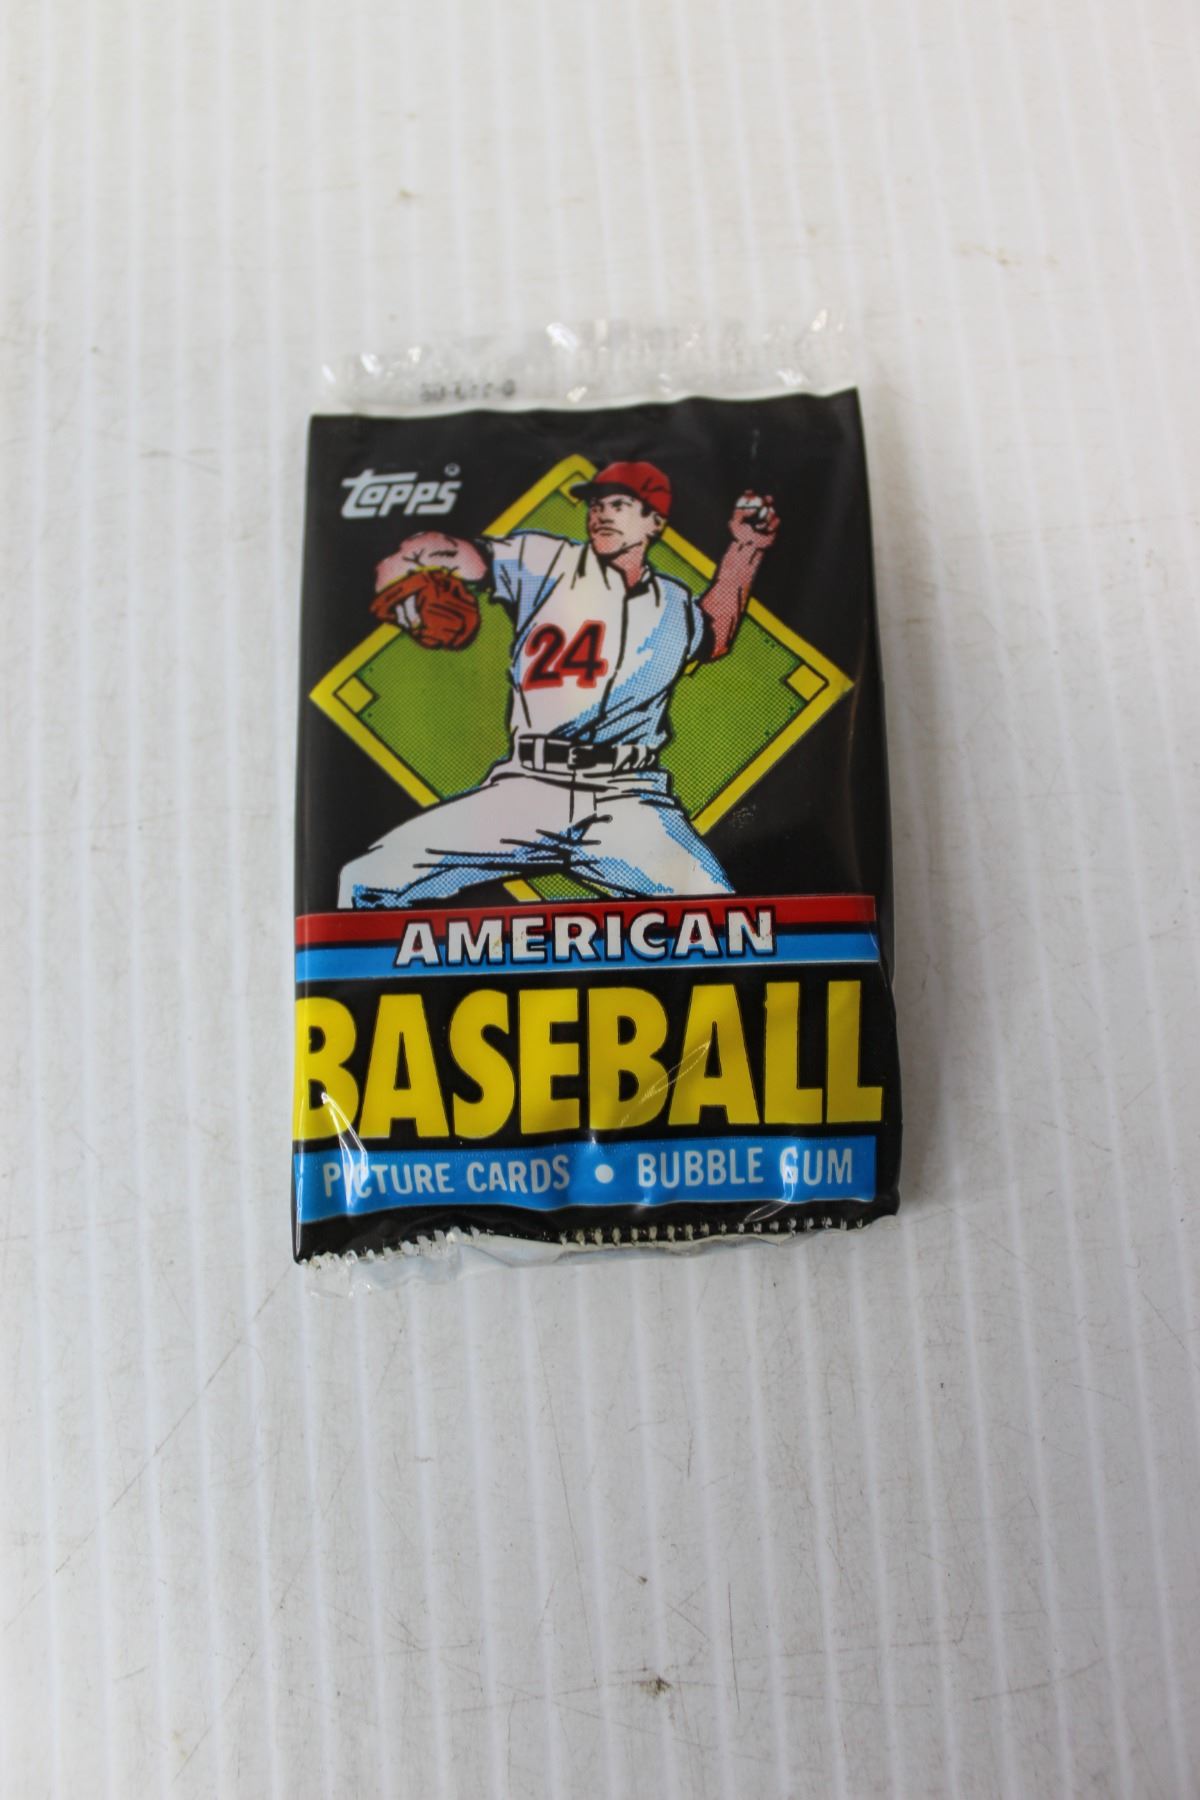 topps
24
AMERICAN
BASEBALL
PICTURE CARDS • BUBBLE GUM